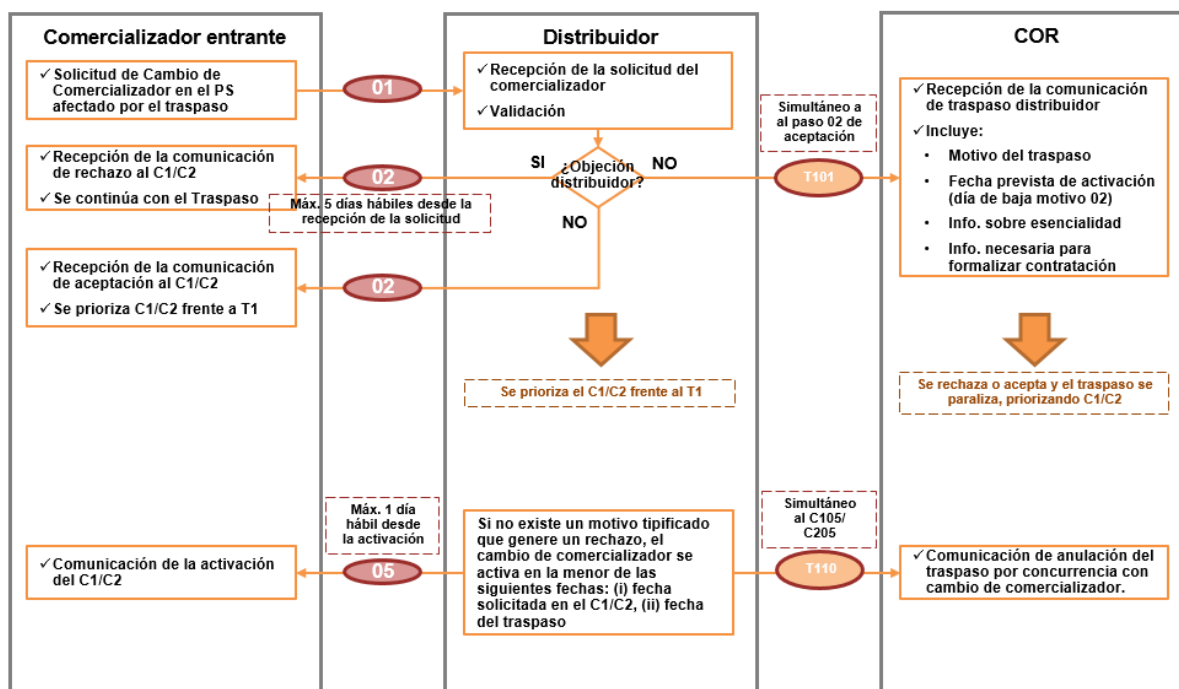 Comercializador entrante
✓ Solicitud de Cambio de
Comercializador en el PS
afectado por el traspaso
01
Distribuidor
✓ Recepción de la solicitud del
comercializador
✓ Validación
COR
Simultáneo a
al paso 02 de
aceptación
✓ Recepción de la comunicación
de traspaso distribuidor
✓ Incluye:
• Motivo del traspaso
• Fecha prevista de activación
(día de baja motivo 02)
• Info. sobre esencialidad
• Info. necesaria para
formalizar contratación
✓ Recepción de la comunicación
de rechazo al C1/C2
✓ Se continúa con el Traspaso
02
Máx. 5 días hábiles desde la
recepción de la solicitud
SI
¿Objeción
distribuidor?
NO
T101
NO
✓ Recepción de la comunicación
de aceptación al C1/C2
✓ Se prioriza C1/C2 frente a T1
02
Se prioriza el C1/C2 frente al T1
Se rechaza o acepta y el traspaso se
paraliza, priorizando C1/C2
✓ Comunicación de la activación
del C1/C2
Máx. 1 día
hábil desde
la activación
05
Si no existe un motivo tipificado
que genere un rechazo, el
cambio de comercializador se
activa en la menor de las
siguientes fechas: (i) fecha
solicitada en el C1/C2, (ii) fecha
del traspaso
Simultáneo
al C105/
C205
T110
✓ Comunicación de anulación del
traspaso por concurrencia con
cambio de comercializador.